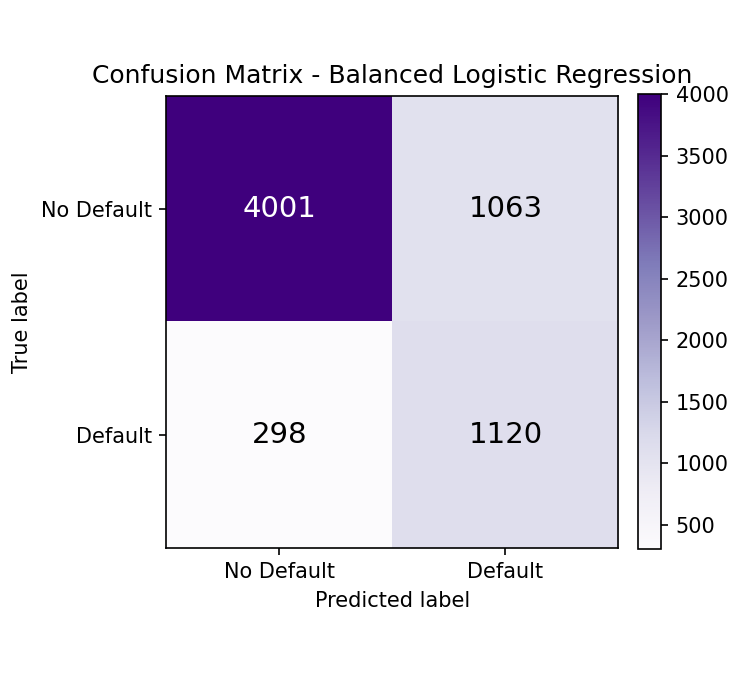 Confusion Matrix - Balanced Logistic Regression
True label
No Default
4001
1063
Default
298
1120
No Default
Default
Predicted label
4000
3500
3000
2500
2000
1500
1000
500